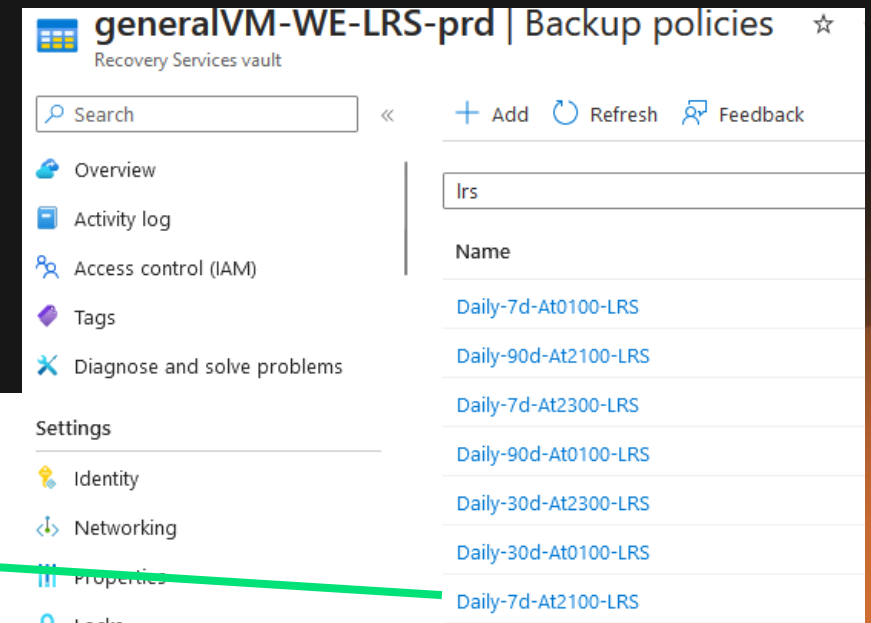 generalVM-WE-LRS-prd | Backup policies
Recovery Services vault
Search
Overview
Activity log
Access control (IAM)
Tags
Diagnose and solve problems
Settings
Identity
Networking
Properties
Locks
Add Refresh Feedback
lrs
Name
Daily-7d-At0100-LRS
Daily-90d-At2100-LRS
Daily-7d-At2300-LRS
Daily-90d-At0100-LRS
Daily-30d-At2300-LRS
Daily-30d-At0100-LRS
Daily-7d-At2100-LRS